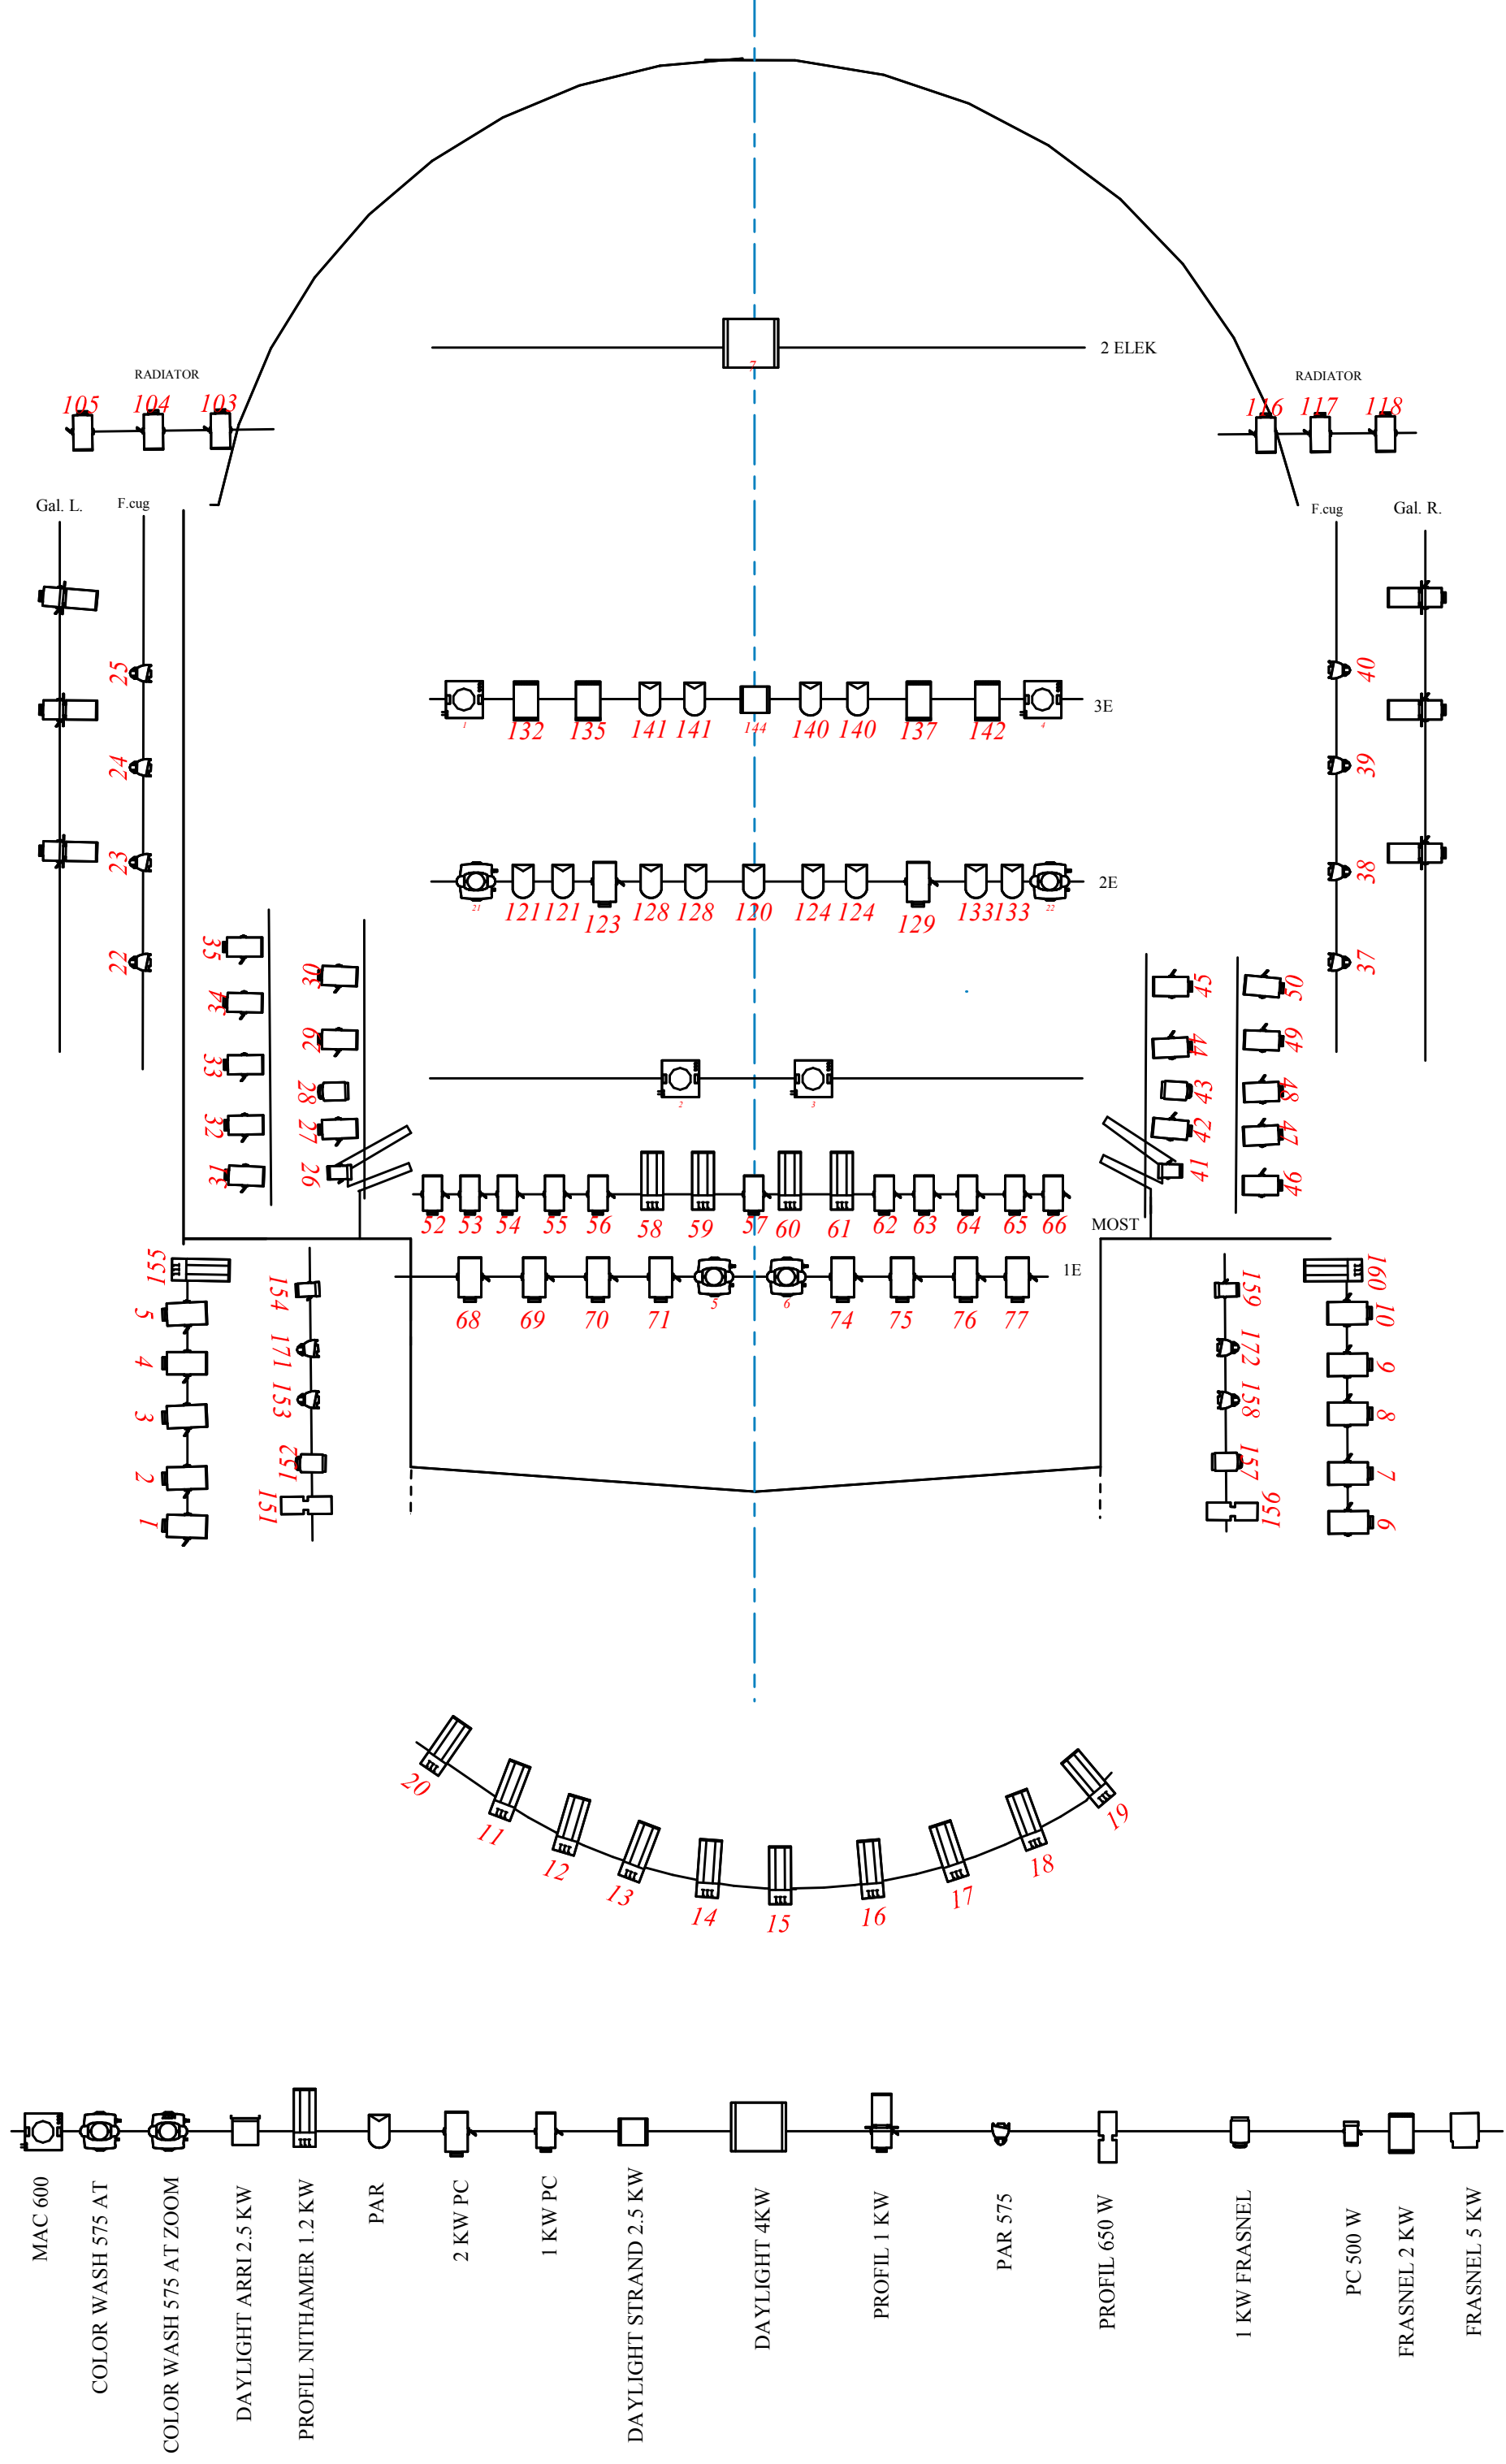 7
2 ELEK
RADIATOR
RADIATOR
105 104 103
116 117 118
Gal. L.
F.cug
F.cug
Gal. R.
25
24
23
22
40
39
38
37
1 132 135 141 141 144 140 140 137 142 4
3E
21 121 121 123 128 128 120 124 124 129 133 133 22
2E
35
34
33
32
31
30
29
28
27
26
45
44
43
42
41
50
49
48
47
46
2 3
52 53 54 55 56 58 59 57 60 61 62 63 64 65 66
MOST
1E
68 69 70 71 5 6 74 75 76 77
155
5
4
3
2
1
154
171
153
152
151
159
172
158
157
156
160
10
9
8
7
6
20 11 12 13 14 15 16 17 18 19
MAC 600
COLOR WASH 575 AT
COLOR WASH 575 AT ZOOM
DAYLIGHT ARRI 2.5 KW
PROFIL NITHAMER 1.2 KW
PAR
2 KW PC
1 KW PC
DAYLIGHT STRAND 2.5 KW
DAYLIGHT 4KW
PROFIL 1 KW
PAR 575
PROFIL 650 W
1 KW FRASNEL
PC 500 W
FRASNEL 2 KW
FRASNEL 5 KW